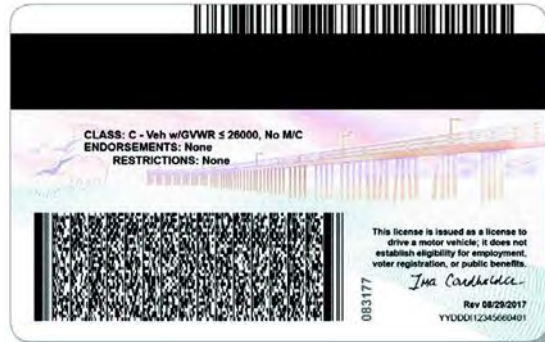 CLASS: C - Veh w/GVWR ≤ 26000, No M/C
ENDORSEMENTS: None
RESTRICTIONS: None
This license is issued as a license to
drive a motor vehicle; it does not
establish eligibility for employment,
voter registration, or public benefits.
Ima Cardholder
083177
Rev 08/29/2017
YYDDDI12345660401